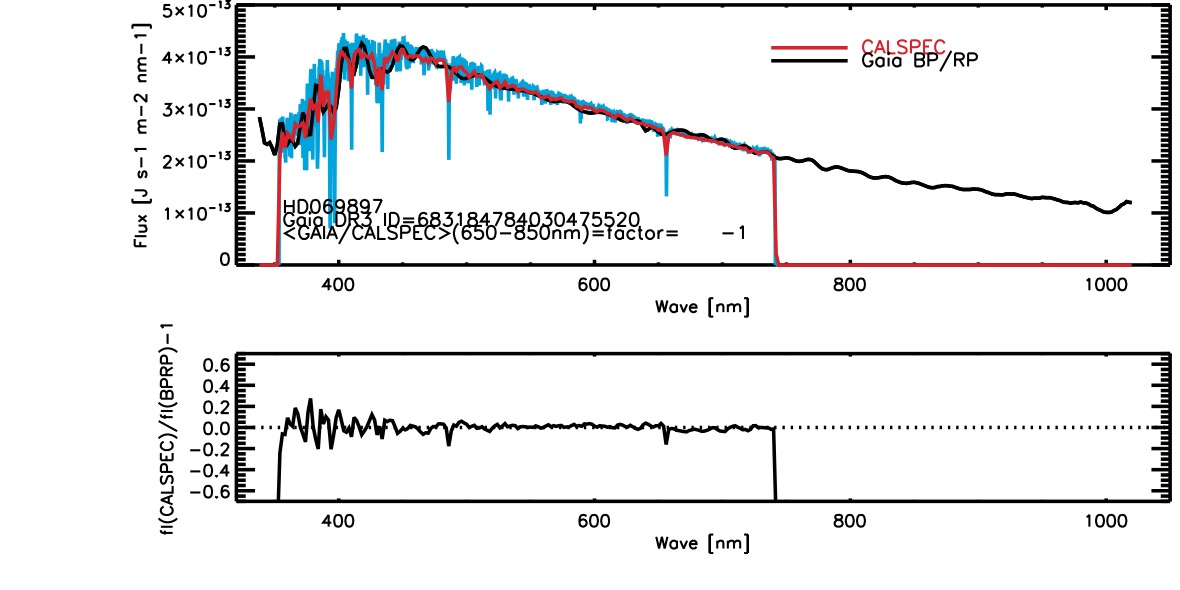 5×10−13
4×10−13
3×10−13
2×10−13
1×10−13
0
Flux [J s−1 m−2 nm−1]
CALSPEC
Gaia BP/RP
HD069897
Gaia DR3 ID=683184784030475520
<GAIA/CALSPEC>(650−850nm)=factor= −1
400 600 800 1000
Wave [nm]
0.6
0.4
0.2
0.0
−0.2
−0.4
−0.6
fl(CALSPEC)/fl(BPRP)−1
400 600 800 1000
Wave [nm]